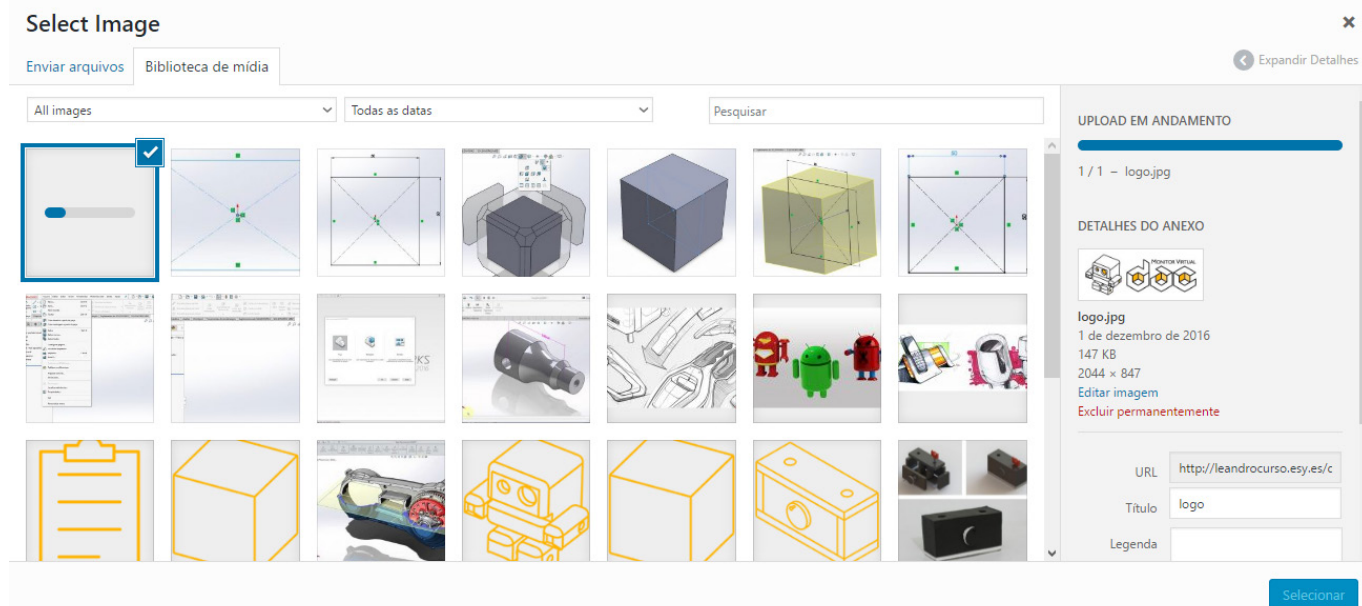 Select Image
×
Enviar arquivos
Biblioteca de mídia
Expandir Detalhes
All images
Todas as datas
Pesquisar
UPLOAD EM ANDAMENTO
1 / 1 – logo.jpg
DETALHES DO ANEXO
MONITOR VIRTUAL
logo.jpg
1 de dezembro de 2016
147 KB
2044 × 847
Editar imagem
Excluir permanentemente
URL http://leandrocurso.esy.es/c
Título logo
Legenda
Selecionar